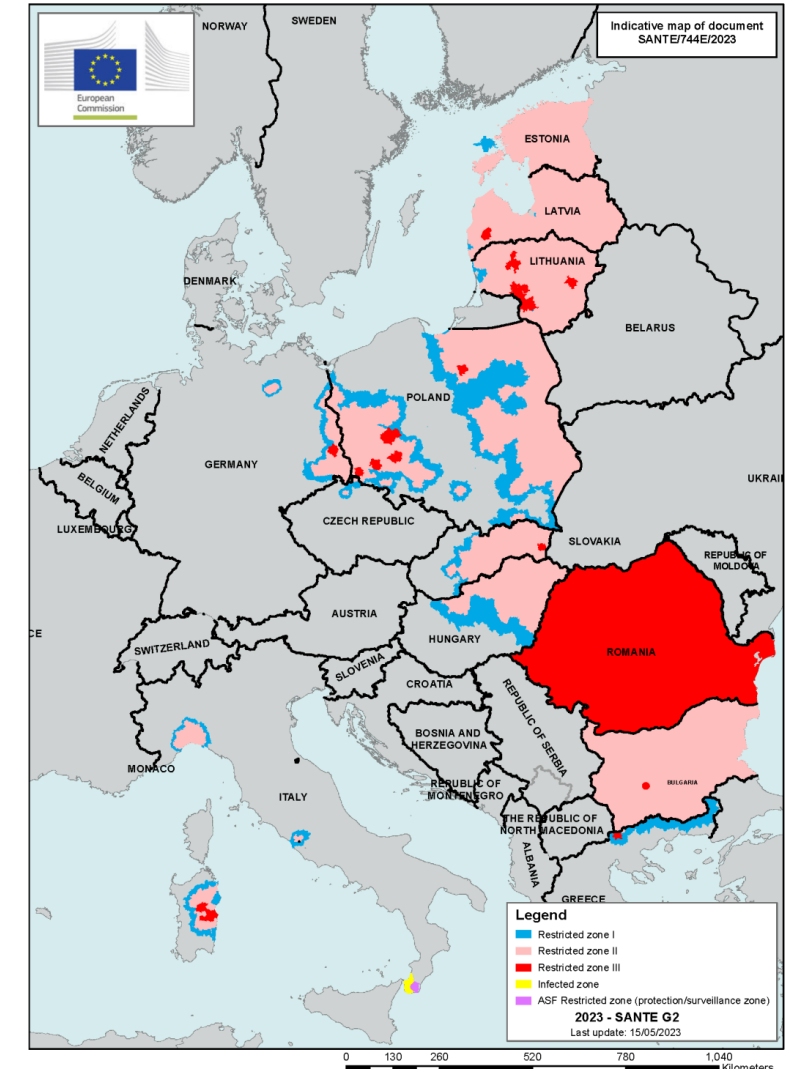 NORWAY
SWEDEN
Indicative map of document
SANTE/744E/2023
European
Commission
ESTONIA
LATVIA
LITHUANIA
DENMARK
BELARUS
NETHERLANDS
POLAND
GERMANY
BELGIUM
UKRAI
LUXEMBOURG
CZECH REPUBLIC
SLOVAKIA
REPUBLIC OF
MOLDOVA
AUSTRIA
CE
HUNGARY
SWITZERLAND
ROMANIA
SLOVENIA
CROATIA
REPUBLIC OF SERBIA
BOSNIA AND
HERZEGOVINA
MONACO
ITALY
REPUBLIC OF
MONTENEGRO
BULGARIA
THE REPUBLIC OF
NORTH MACEDONIA
ALBANIA
GREECE
Legend
Restricted zone I
Restricted zone II
Restricted zone III
Infected zone
ASF Restricted zone (protection/surveillance zone)
2023 - SANTE G2
Last update: 15/05/2023
0 130 260 520 780 1,040
Kilometers